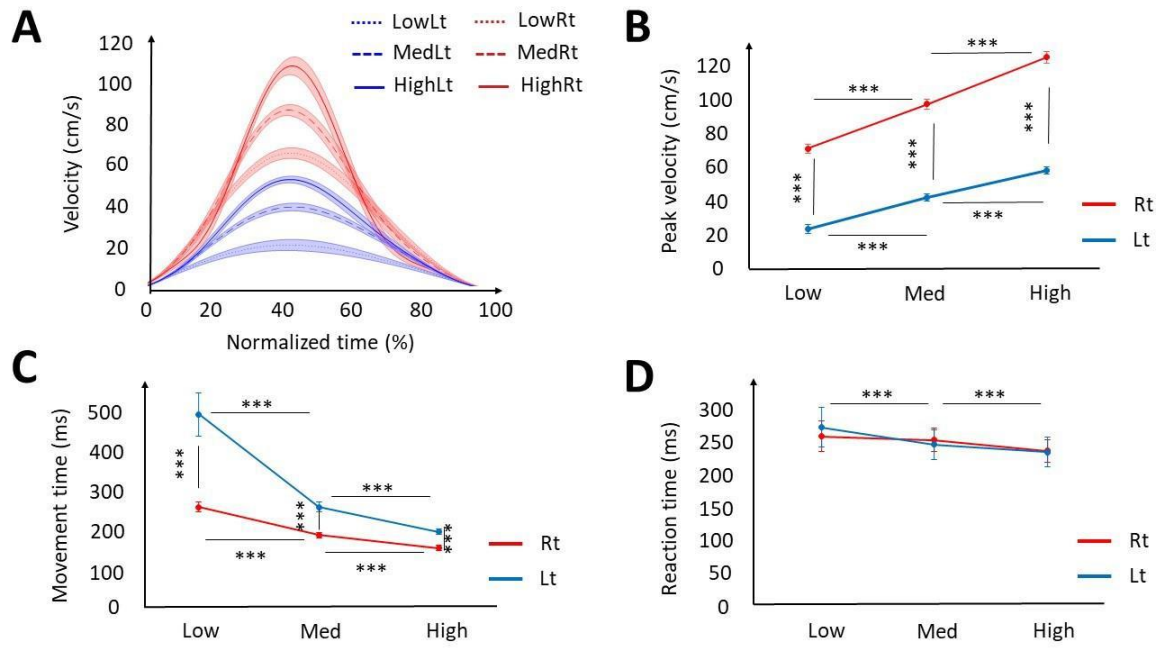 A
LowLt LowRt
MedLt MedRt
HighLt HighRt
Velocity (cm/s)
120
100
80
60
40
20
0
0 20 40 60 80 100
Normalized time (%)
B
Peak velocity (cm/s)
120
100
80
60
40
20
0
***
***
***
***
***
***
***
Rt
Lt
Low Med High
C
Movement time (ms)
500
400
300
200
100
0
***
***
***
***
***
***
***
Rt
Lt
Low Med High
D
Reaction time (ms)
300
250
200
150
100
50
0
*** ***
Rt
Lt
Low Med High